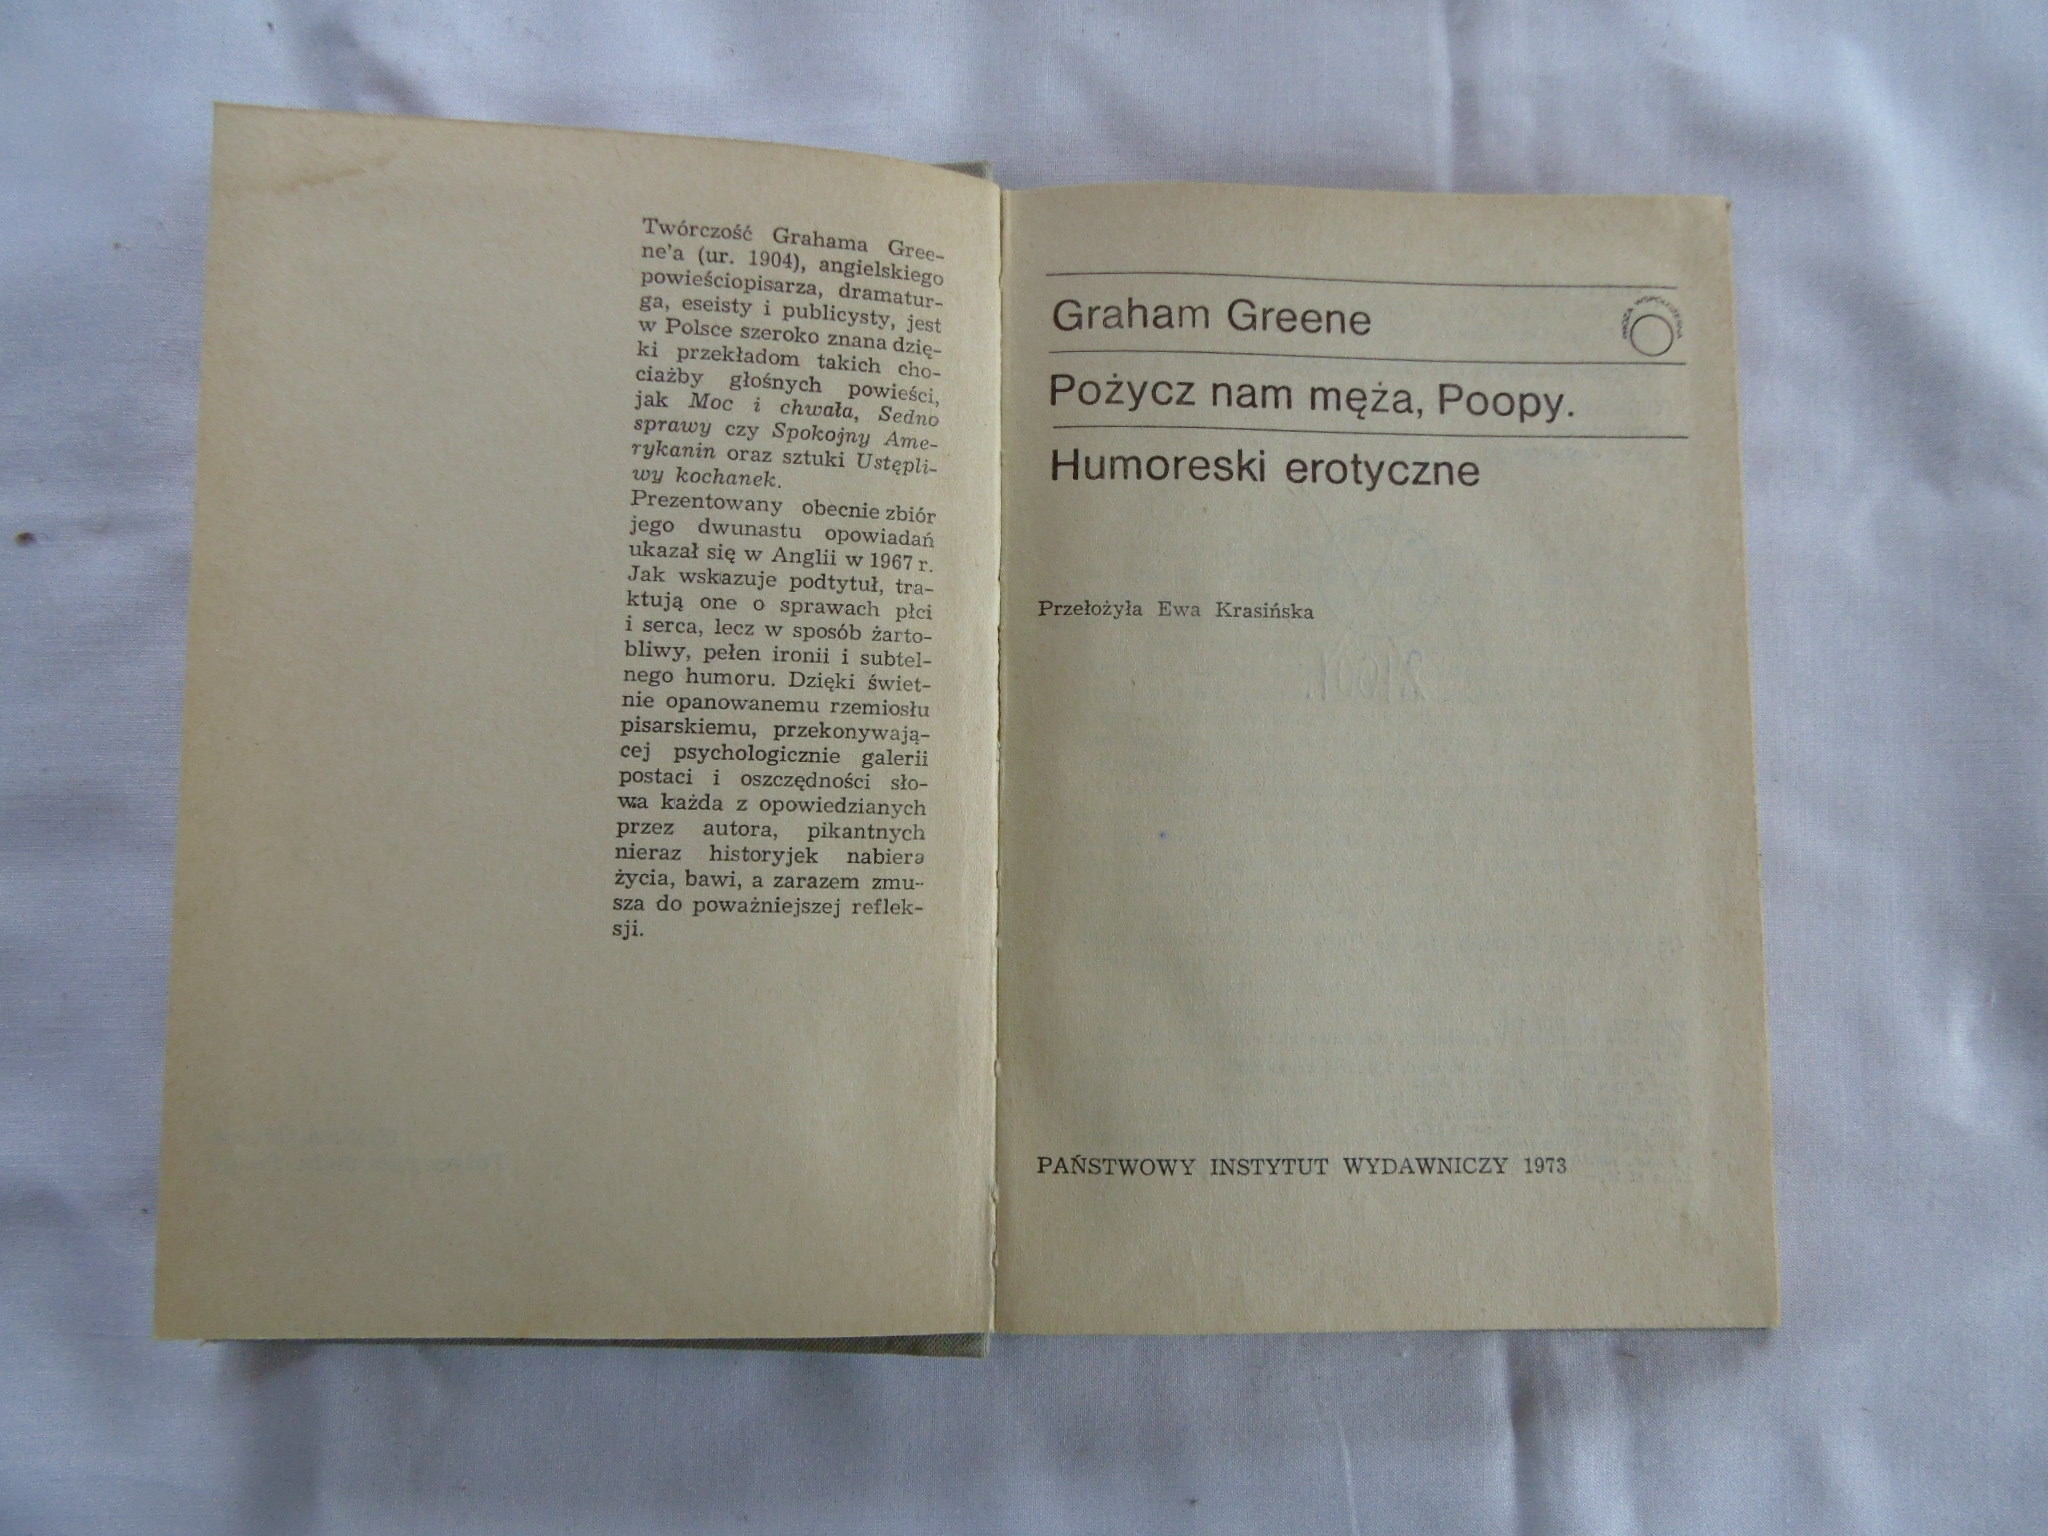 Twórczość Grahama Gree-
ne'a (ur. 1904), angielskiego
powieściopisarza, dramatur-
ga, eseisty i publicysty, jest
w Polsce szeroko znana dzię-
ki przekładom takich cho-
ciażby głośnych powieści,
jak Moc i chwała, Sedno
sprawy czy Spokojny Ame-
rykanin oraz sztuki Ustępli-
wy kochanek.
Prezentowany obecnie zbiór
jego dwunastu opowiadań
ukazał się w Anglii w 1967 r.
Jak wskazuje podtytuł, tra-
ktują one o sprawach płci
i serca, lecz w sposób żarto-
bliwy, pełen ironii i subtel-
nego humoru. Dzięki świet-
nie opanowanemu rzemiosłu
pisarskiemu, przekonywają-
cej psychologicznie galerii
postaci i oszczędności sło-
wa każda z opowiedzianych
przez autora, pikantnych
nieraz historyjek nabiera
życia, bawi, a zarazem zmu-
sza do poważniejszej reflek-
sji.
Graham Greene
Pożycz nam męża, Poopy.
Humoreski erotyczne
Przełożyła Ewa Krasińska
PAŃSTWOWY INSTYTUT WYDAWNICZY 1973